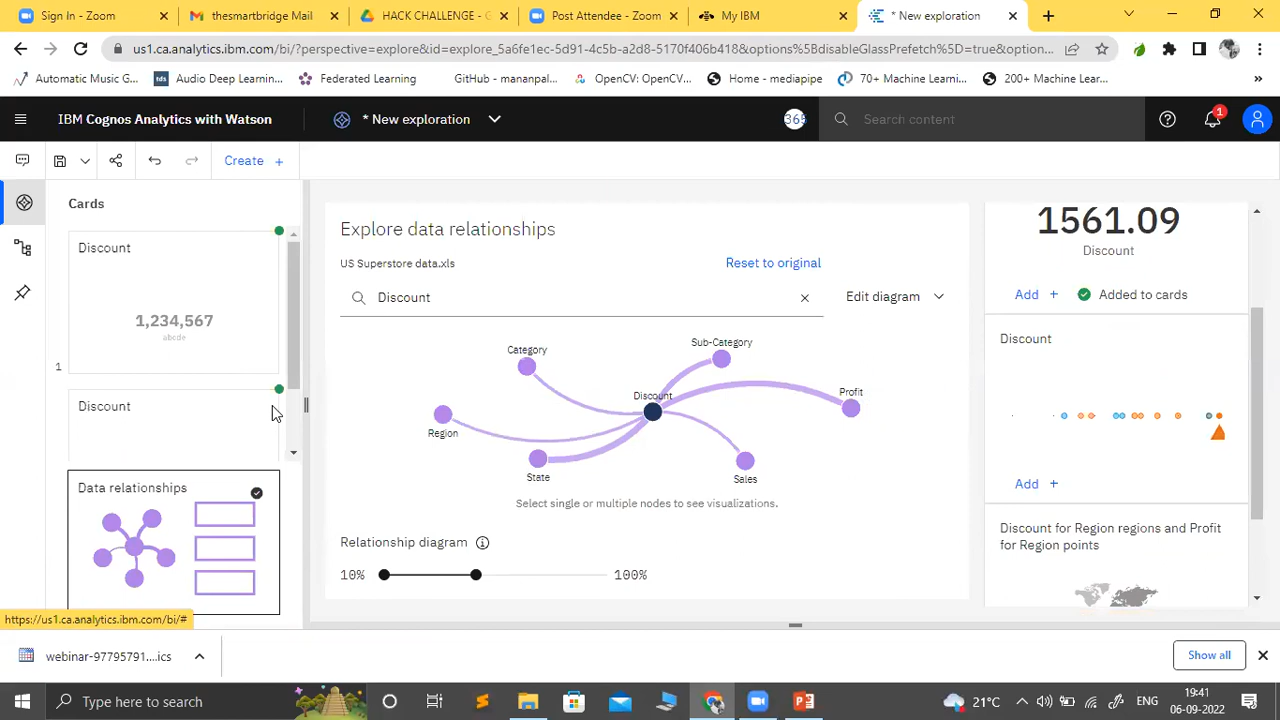 Sign In - Zoom
thesmartbridge Mail
HACK CHALLENGE - G
Post Attendee - Zoom
My IBM
* New exploration
us1.ca.analytics.ibm.com/bi/?perspective=explore&id=explore_5a6fe1ec-5d91-4c5b-a2d8-5170f406b418&options%5BdisableGlassPrefetch%5D=true&option...
Automatic Music G...
tds
Audio Deep Learnin...
Federated Learning
GitHub - mananpal...
OpenCV: OpenCV...
Home - mediapipe
70+ Machine Learni...
200+ Machine Lear...
IBM Cognos Analytics with Watson
* New exploration
365
Search content
1
Create +
Cards
Discount
1,234,567
abcde
1
Discount
Data relationships
Explore data relationships
US Superstore data.xls
Reset to original
Discount
Edit diagram
Sub-Category
Category
Discount
Profit
Region
State
Sales
Select single or multiple nodes to see visualizations.
Relationship diagram
10%
100%
1561.09
Discount
Add +
Added to cards
Discount
Add +
Discount for Region regions and Profit
for Region points
https://us1.ca.analytics.ibm.com/bi/#
webinar-97795791....ics
Show all
Type here to search
21°C
ENG
19:41
06-09-2022